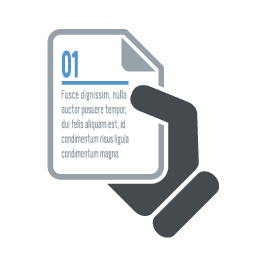 01
Fusce dignissim, nulla
auctor posuere tempor,
dui felis aliquam est, id
condimentum risus ligula
condimentum magna.